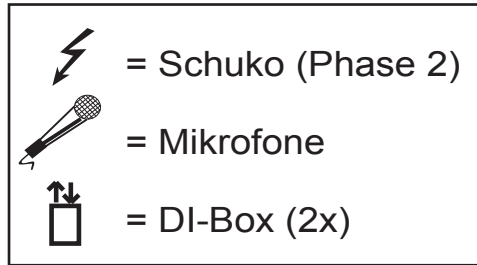 = Schuko (Phase 2)
= Mikrofone
= DI-Box (2x)